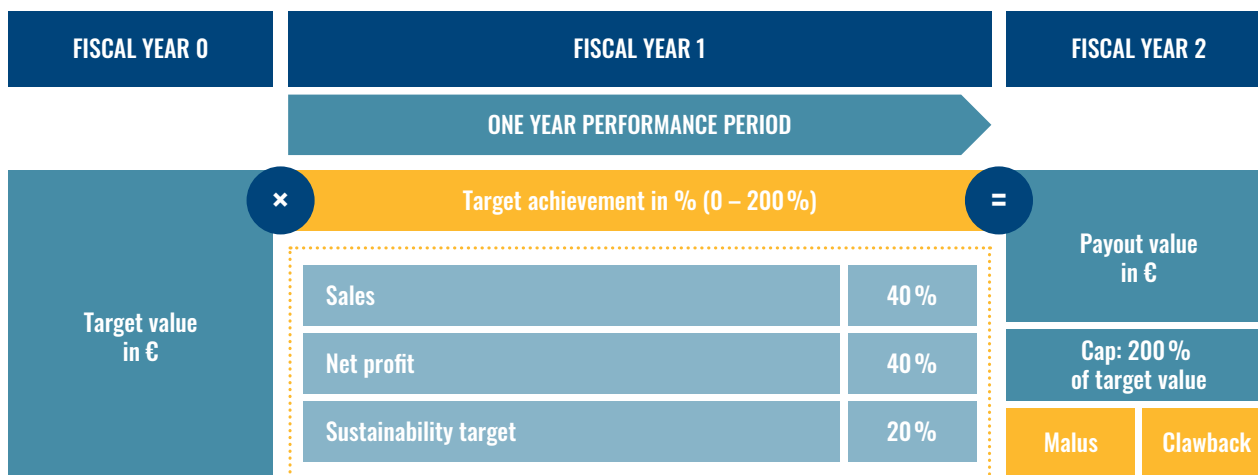 FISCAL YEAR 0
FISCAL YEAR 1
FISCAL YEAR 2
ONE YEAR PERFORMANCE PERIOD
Target value
in €
×
Target achievement in % (0 – 200 %)
=
Sales
40 %
Net profit
40 %
Sustainability target
20 %
Payout value
in €
Cap: 200 %
of target value
Malus
Clawback